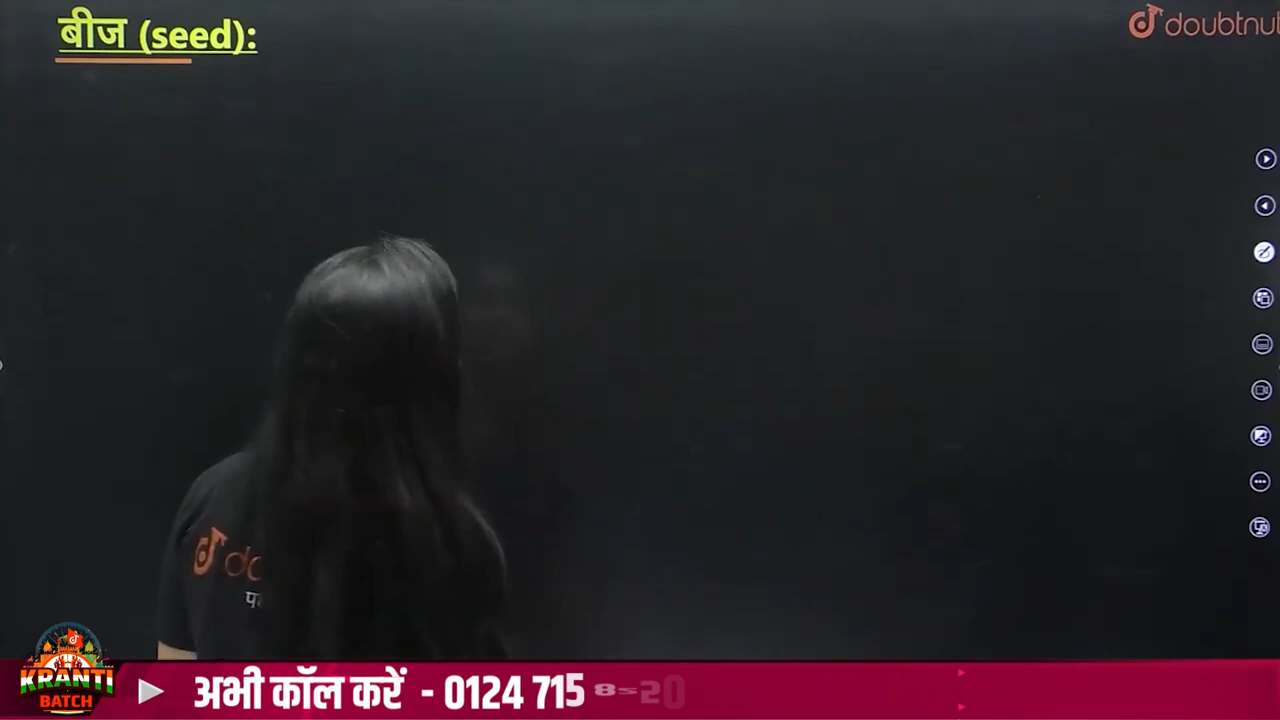 बीज (seed):
doubtnut
KRANTI
BATCH
अभी कॉल करें - 0124 715